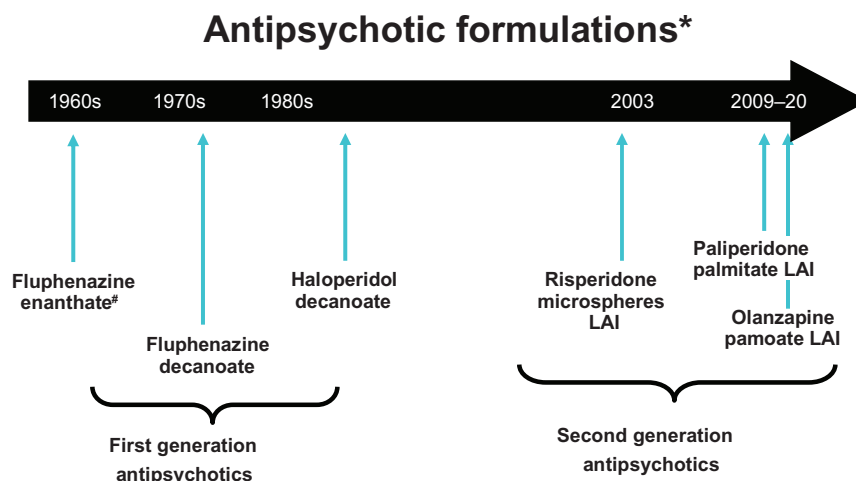 Antipsychotic formulations*
1960s 1970s 1980s 2003 2009–20
Fluphenazine
enanthate#
Fluphenazine
decanoate
Haloperidol
decanoate
Risperidone
microspheres
LAI
Paliperidone
palmitate LAI
Olanzapine
pamoate LAI
First generation
antipsychotics
Second generation
antipsychotics